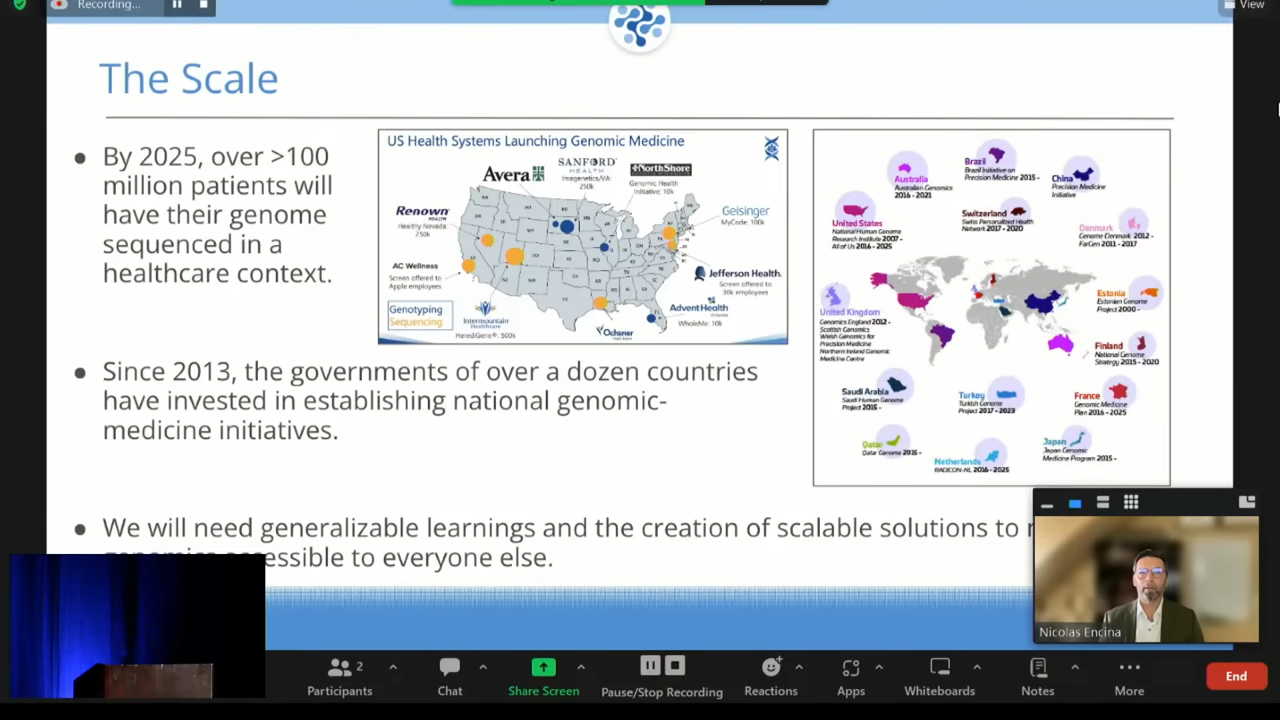 Recording...
View
The Scale
By 2025, over >100
million patients will
have their genome
sequenced in a
healthcare context.
US Health Systems Launching Genomic Medicine
Avera
SANFORD
HEALTH
Imagenetics/VA:
250k
NorthShore
Genomic Health
Initiative: 10k
Renown
HEALTH
Healthy Nevada:
250k
Geisinger
MyCode: 100k
AC Wellness
Screen offered to
Apple employees
Jefferson Health.
Screen offered to
30k employees
Genotyping
Sequencing
Intermountain
Healthcare
HerediGene: 500k
Ochsner
Health System
AdventHealth
WholeMe: 10k
Australia
Australian Genomics
2016 - 2021
Brazil
Brazil Initiative on
Precision Medicine 2015 -
China
Precision Medicine
Initiative
United States
National Human Genome
Research Institute 2007 -
All of Us 2016 - 2025
Switzerland
Swiss Personalized Health
Network 2017 - 2020
Denmark
Genome Denmark 2012 -
FarGen 2011 - 2017
United Kingdom
Genomics England 2012 -
Scottish Genomics
Welsh Genomics for
Precision Medicine
Northern Ireland Genomic
Medicine Centre
Estonia
Estonian Genome
Project 2000 -
Finland
National Genome
Strategy 2015 - 2020
Saudi Arabia
Saudi Human Genome
Project 2015 -
Turkey
Turkish Genome
Project 2017 - 2023
France
Genomic Medicine
Plan 2016 - 2025
Qatar
Qatar Genome 2015 -
Netherlands
RADICON-NL 2016 - 2025
Japan
Japan Genomic
Medicine Program 2015 -
Since 2013, the governments of over a dozen countries
have invested in establishing national genomic-
medicine initiatives.
We will need generalizable learnings and the creation of scalable solutions to
accessible to everyone else.
Nicolas Encina
Participants
2
Chat
Share Screen
Pause/Stop Recording
Reactions
Apps
Whiteboards
Notes
More
End